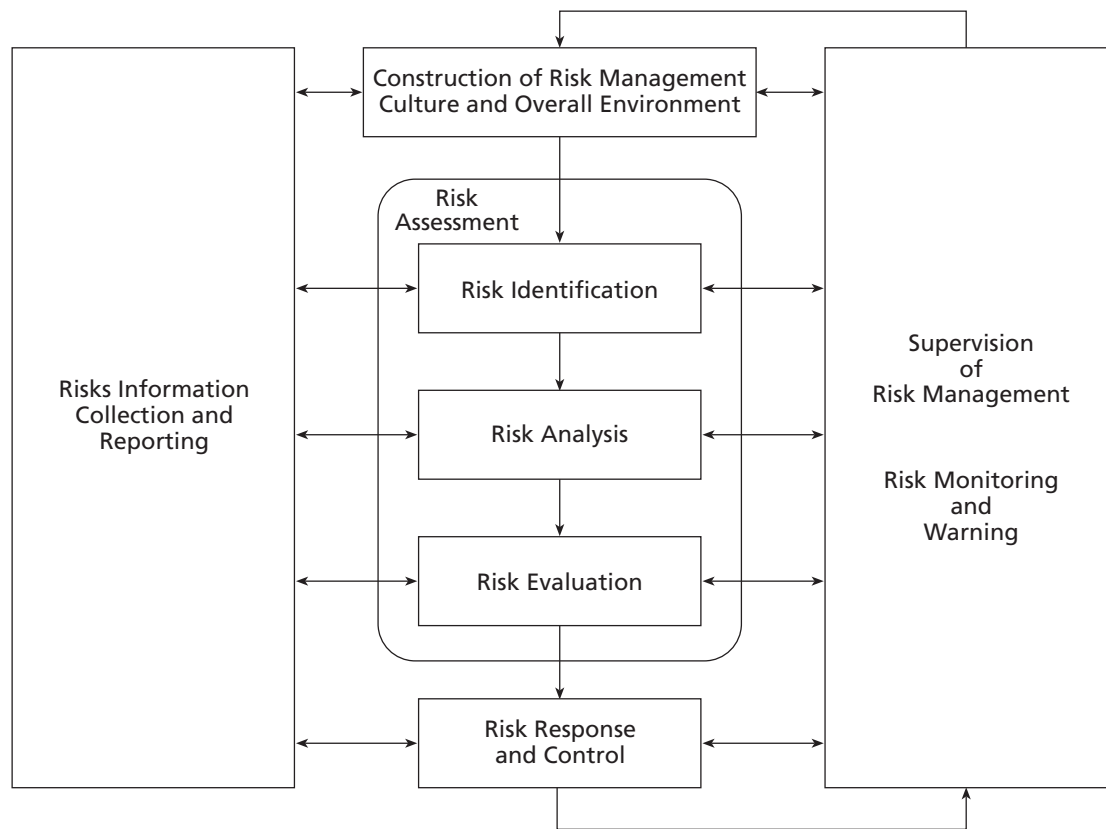 Construction of Risk Management
Culture and Overall Environment
Risk
Assessment
Risk Identification
Risks Information
Collection and
Reporting
Risk Analysis
Supervision
of
Risk Management
Risk Monitoring
and
Warning
Risk Evaluation
Risk Response
and Control